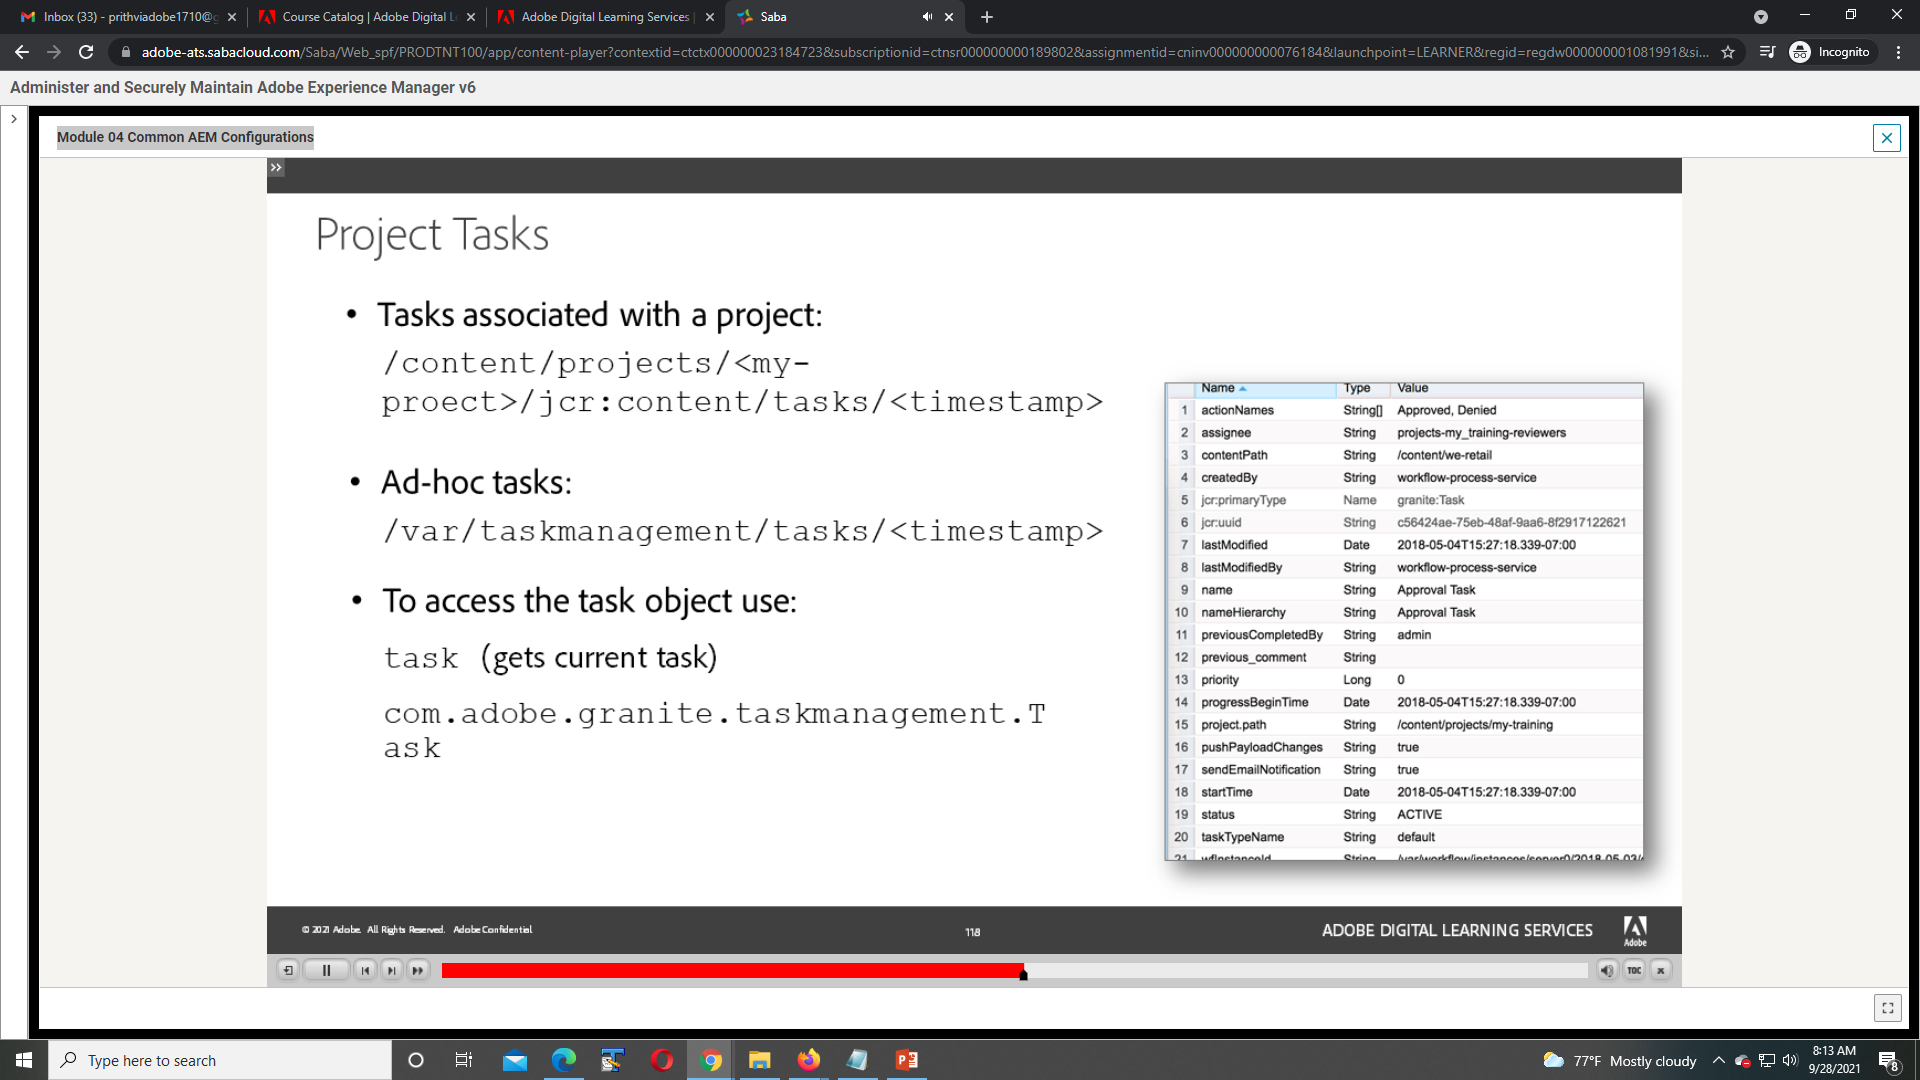 Inbox (33) - prithviadobe1710@g
Course Catalog | Adobe Digital L
Adobe Digital Learning Services
Saba
adobe-ats.sabacloud.com/Saba/Web_spf/PRODTNT100/app/content-player?contextid=ctctx000000023184723&subscriptionid=ctnsr0000000000189802&assignmentid=cninv000000000076184&launchpoint=LEARNER&regid=regdw000000001081991&si...
Incognito
Administer and Securely Maintain Adobe Experience Manager v6
Module 04 Common AEM Configurations
Project Tasks
• Tasks associated with a project:
/content/projects/<my-
proect>/jcr:content/tasks/<timestamp>
• Ad-hoc tasks:
/var/taskmanagement/tasks/<timestamp>
• To access the task object use:
task (gets current task)
com.adobe.granite.taskmanagement.T
ask
Name Type Value
1 actionNames String[] Approved, Denied
2 assignee String projects-my_training-reviewers
3 contentPath String /content/we-retail
4 createdBy String workflow-process-service
5 jcr:primaryType Name granite:Task
6 jcr:uuid String c56424ae-75eb-48af-9aa6-8f2917122621
7 lastModified Date 2018-05-04T15:27:18.339-07:00
8 lastModifiedBy String workflow-process-service
9 name String Approval Task
10 nameHierarchy String Approval Task
11 previousCompletedBy String admin
12 previous_comment String
13 priority Long 0
14 progressBeginTime Date 2018-05-04T15:27:18.339-07:00
15 project.path String /content/projects/my-training
16 pushPayloadChanges String true
17 sendEmailNotification String true
18 startTime Date 2018-05-04T15:27:18.339-07:00
19 status String ACTIVE
20 taskTypeName String default
21 wfInstanceId String /var/workflow/instances/server0/2018-05-03/
© 2021 Adobe. All Rights Reserved. Adobe Confidential.
118
ADOBE DIGITAL LEARNING SERVICES
Adobe
TOC
Type here to search
77°F Mostly cloudy
8:13 AM
9/28/2021
8